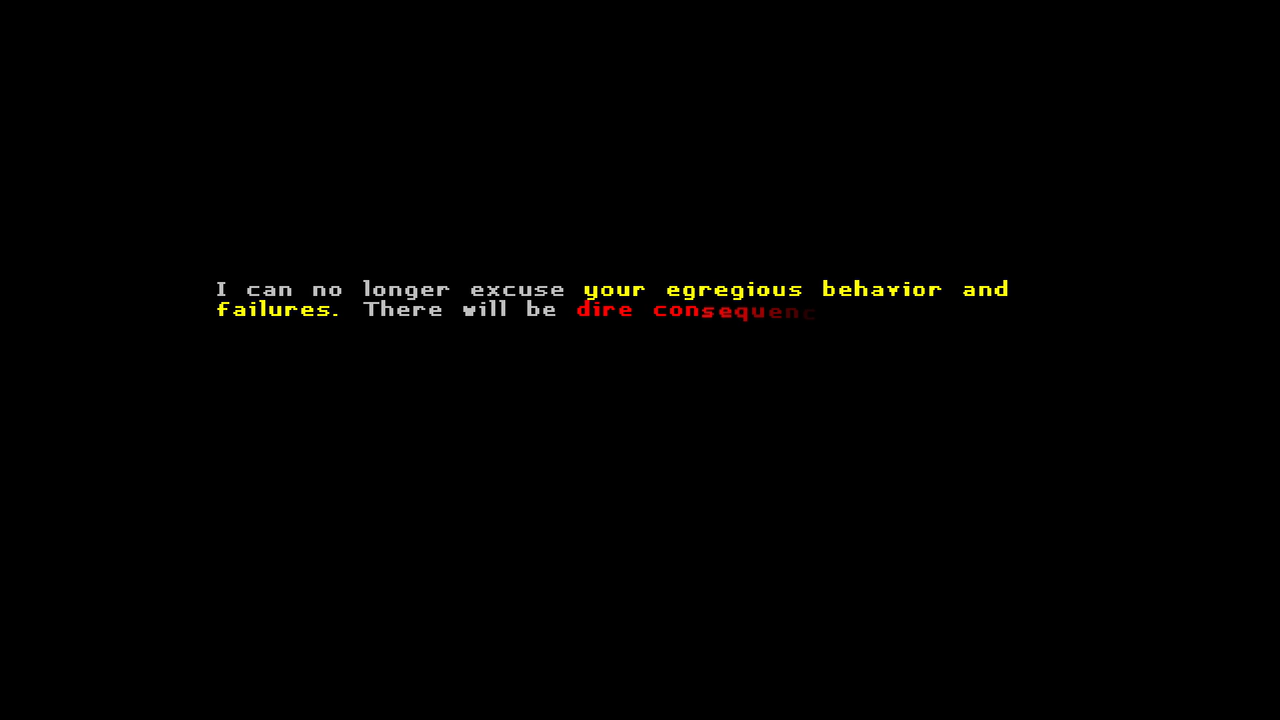 I can no longer excuse your egregious behavior and
failures. There will be dire consequenc